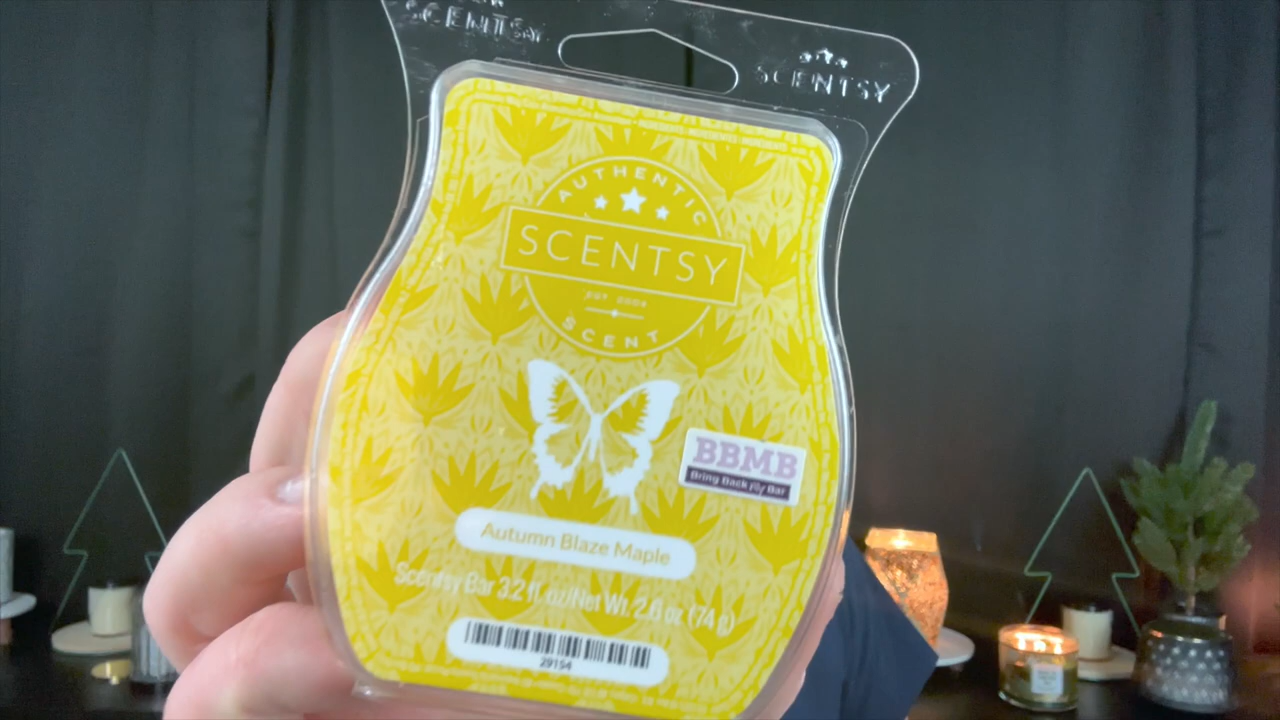 SCENTSY
SCENTSY
AUTHENTIC
SCENTSY
EST 2004
SCENT
BBMB
Bring Back My Bar
Autumn Blaze Maple
Scentsy Bar 3.2 fl. oz/Net Wt. 2.6 oz (74 g)
29154